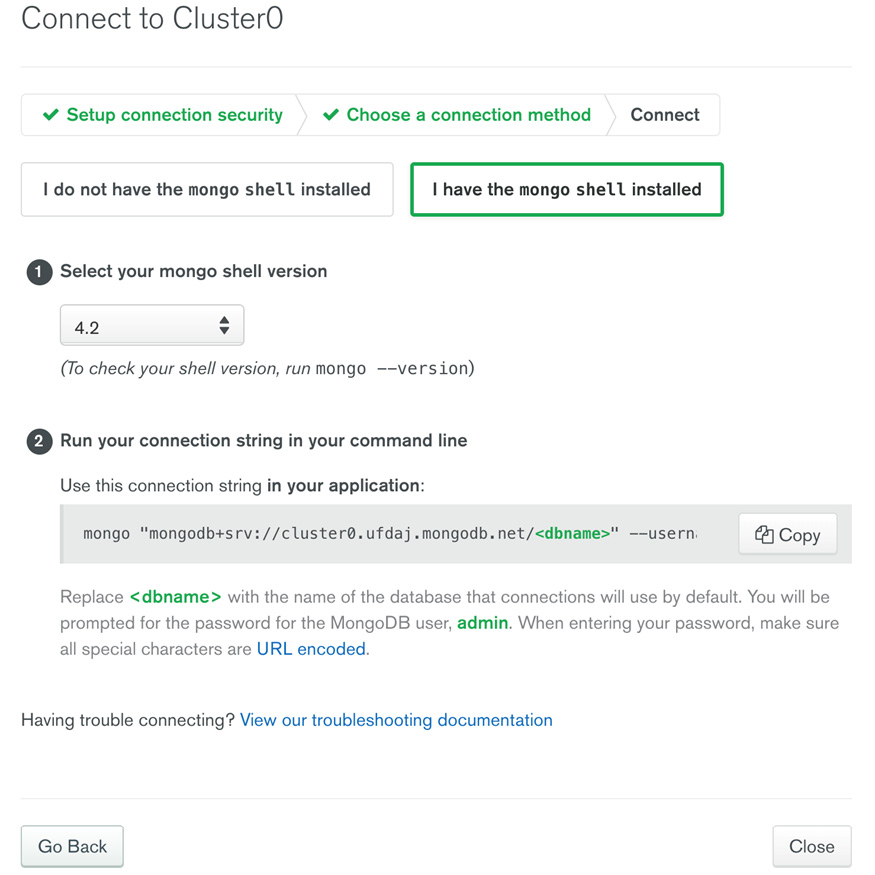 Connect to Cluster0
✔ Setup connection security
✔ Choose a connection method
Connect
I do not have the mongo shell installed
I have the mongo shell installed
1 Select your mongo shell version
4.2
(To check your shell version, run mongo --version)
2 Run your connection string in your command line
Use this connection string in your application:
mongo "mongodb+srv://cluster0.ufdaj.mongodb.net/<dbname>" --usern
Copy
Replace <dbname> with the name of the database that connections will use by default. You will be
prompted for the password for the MongoDB user, admin. When entering your password, make sure
all special characters are URL encoded.
Having trouble connecting? View our troubleshooting documentation
Go Back
Close